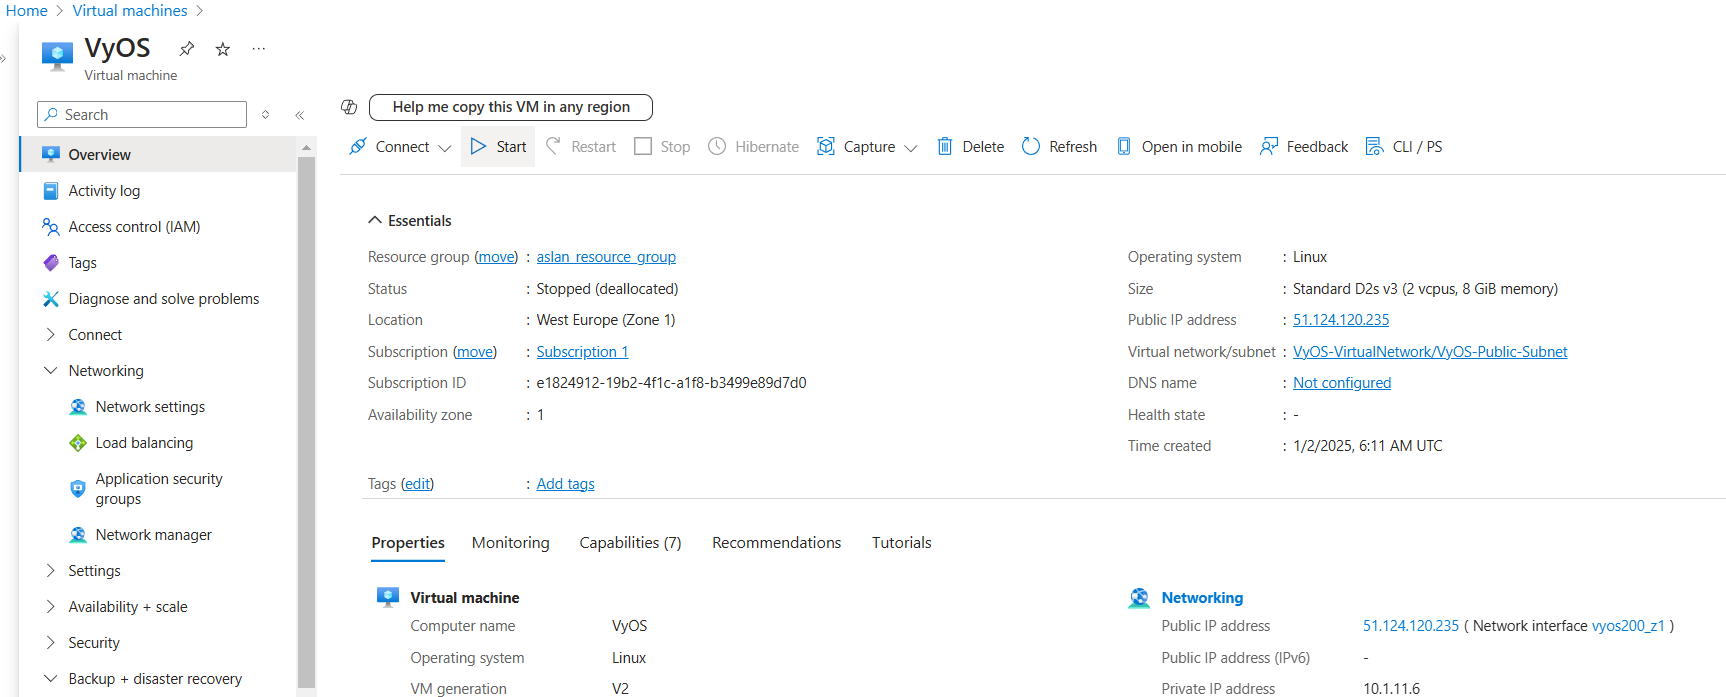 Home > Virtual machines >
VyOS
Virtual machine
Search
Overview
Activity log
Access control (IAM)
Tags
Diagnose and solve problems
Connect
Networking
Network settings
Load balancing
Application security
groups
Network manager
Settings
Availability + scale
Security
Backup + disaster recovery
Help me copy this VM in any region
Connect Start Restart Stop Hibernate Capture Delete Refresh Open in mobile Feedback CLI / PS
Essentials
Resource group (move) : aslan_resource_group
Status : Stopped (deallocated)
Location : West Europe (Zone 1)
Subscription (move) : Subscription 1
Subscription ID : e1824912-19b2-4f1c-a1f8-b3499e89d7d0
Availability zone : 1
Operating system : Linux
Size : Standard D2s v3 (2 vcpus, 8 GiB memory)
Public IP address : 51.124.120.235
Virtual network/subnet : VyOS-VirtualNetwork/VyOS-Public-Subnet
DNS name : Not configured
Health state : -
Time created : 1/2/2025, 6:11 AM UTC
Tags (edit) : Add tags
Properties Monitoring Capabilities (7) Recommendations Tutorials
Virtual machine
Computer name VyOS
Operating system Linux
VM generation V2
Networking
Public IP address 51.124.120.235 ( Network interface vyos200_z1 )
Public IP address (IPv6) -
Private IP address 10.1.11.6